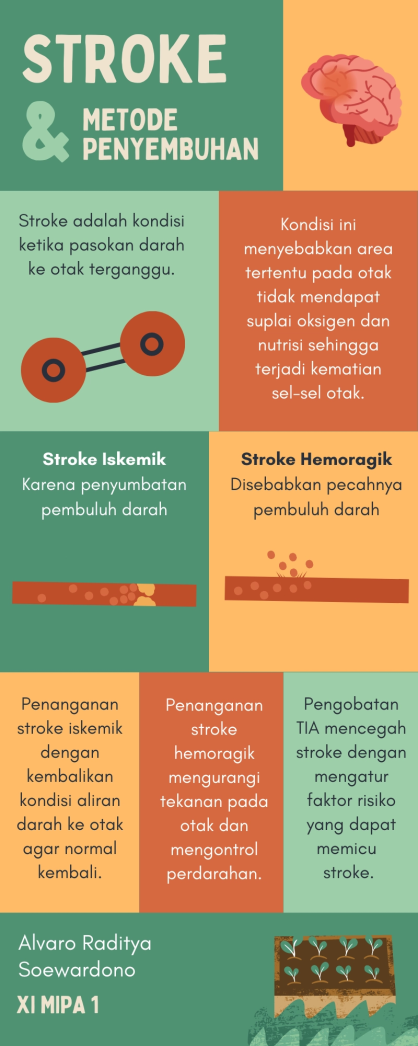 STROKE
& METODE
PENYEMBUHAN
Stroke adalah kondisi
ketika pasokan darah
ke otak terganggu.
Kondisi ini
menyebabkan area
tertentu pada otak
tidak mendapat
suplai oksigen dan
nutrisi sehingga
terjadi kematian
sel-sel otak.
Stroke Iskemik
Karena penyumbatan
pembuluh darah
Stroke Hemoragik
Disebabkan pecahnya
pembuluh darah
Penanganan
stroke iskemik
dengan
kembalikan
kondisi aliran
darah ke otak
agar normal
kembali.
Penanganan
stroke
hemoragik
mengurangi
tekanan pada
otak dan
mengontrol
perdarahan.
Pengobatan
TIA mencegah
stroke dengan
mengatur
faktor risiko
yang dapat
memicu
stroke.
Alvaro Raditya
Soewardono
XI MIPA 1